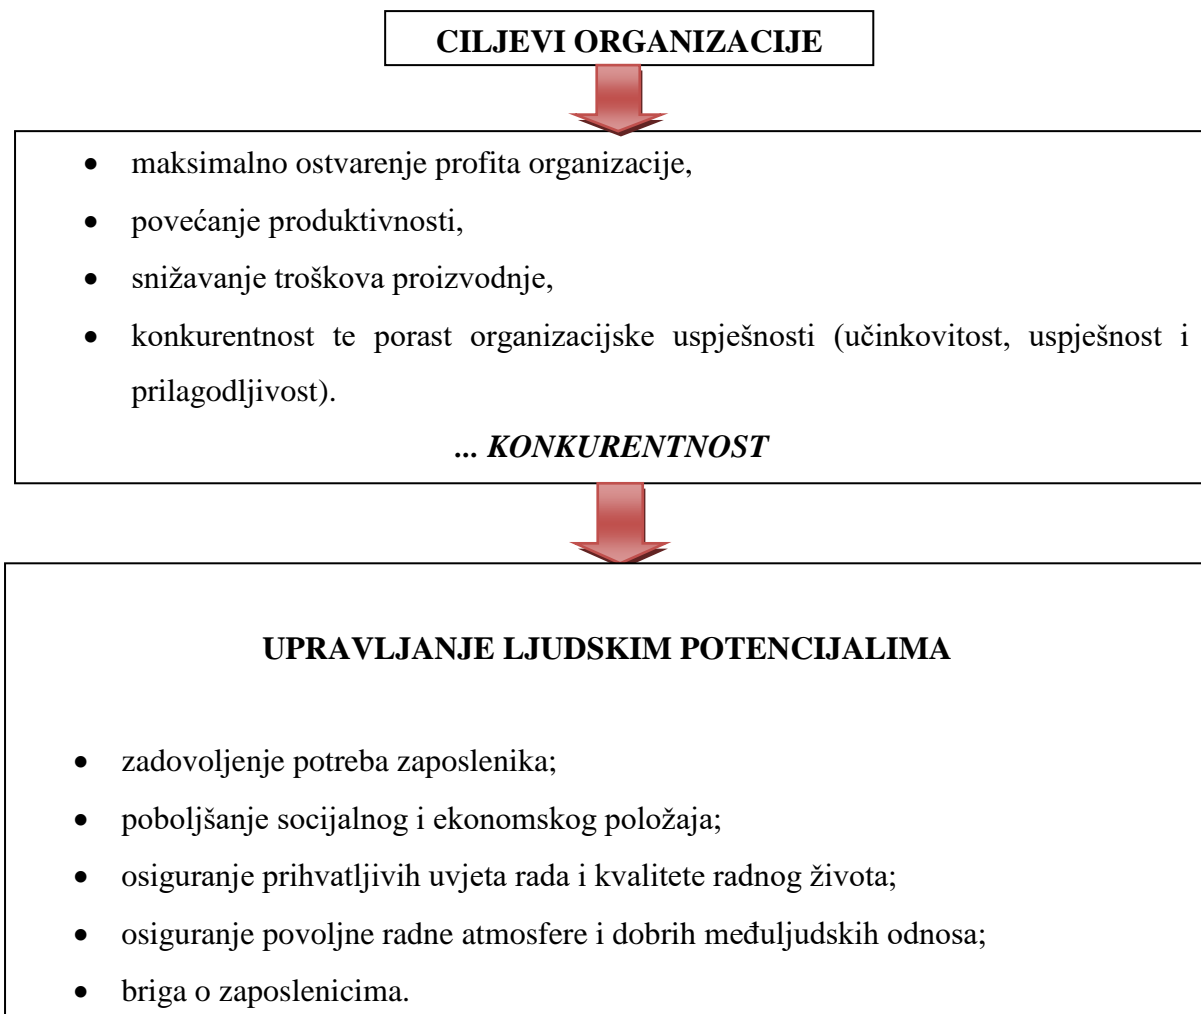 CILJEVI ORGANIZACIJE
• maksimalno ostvarenje profita organizacije,
• povećanje produktivnosti,
• snižavanje troškova proizvodnje,
• konkurentnost te porast organizacijske uspješnosti (učinkovitost, uspješnost i
prilagodljivost).
... KONKURENTNOST
UPRAVLJANJE LJUDSKIM POTENCIJALIMA
• zadovoljenje potreba zaposlenika;
• poboljšanje socijalnog i ekonomskog položaja;
• osiguranje prihvatljivih uvjeta rada i kvalitete radnog života;
• osiguranje povoljne radne atmosfere i dobrih međuljudskih odnosa;
• briga o zaposlenicima.